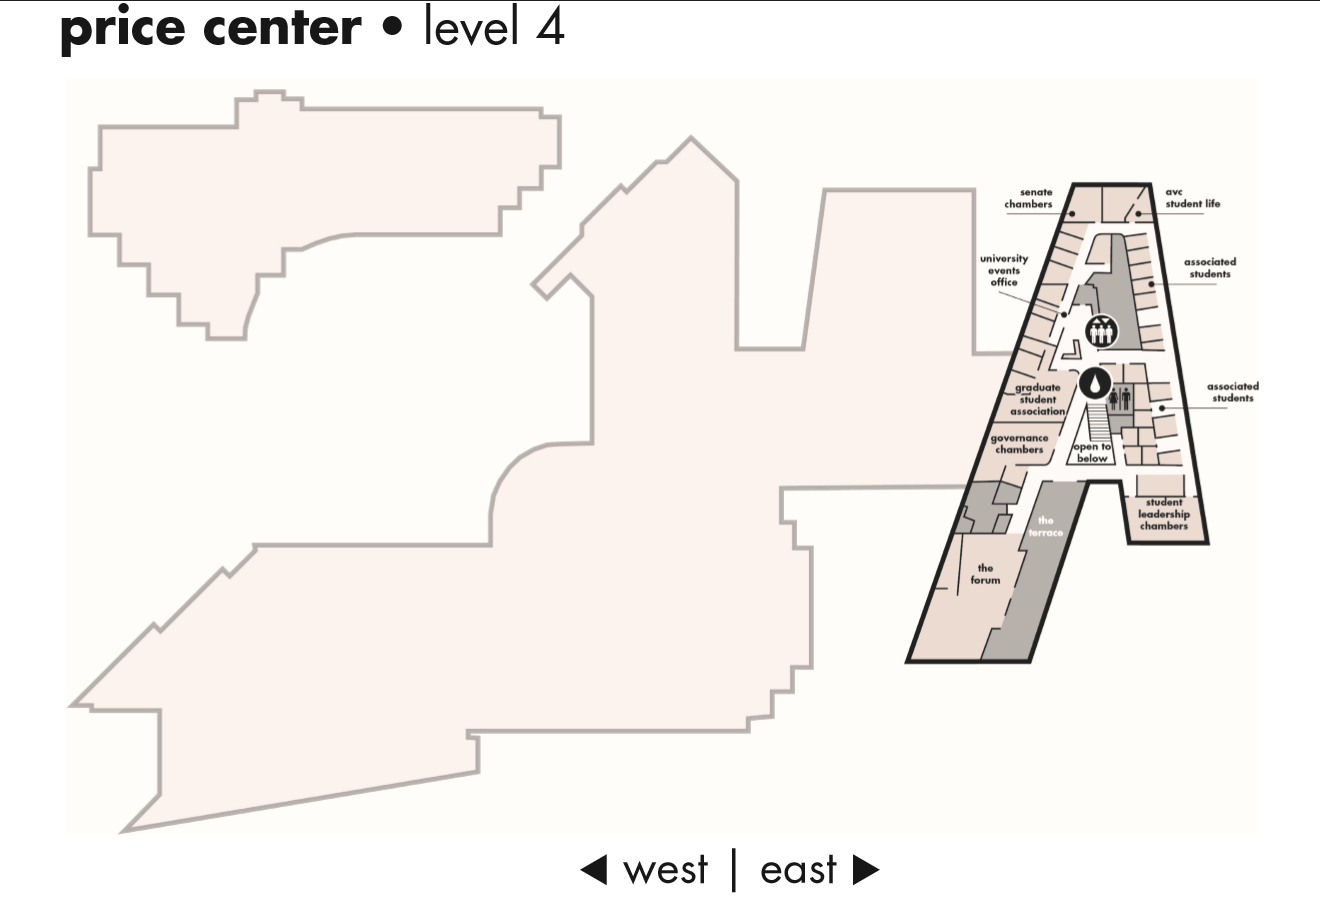 price center • level 4
senate
chambers
avc
student life
university
events
office
associated
students
graduate
student
association
associated
students
governance
chambers
open to
below
student
leadership
chambers
the
terrace
the
forum
◀ west | east ▶